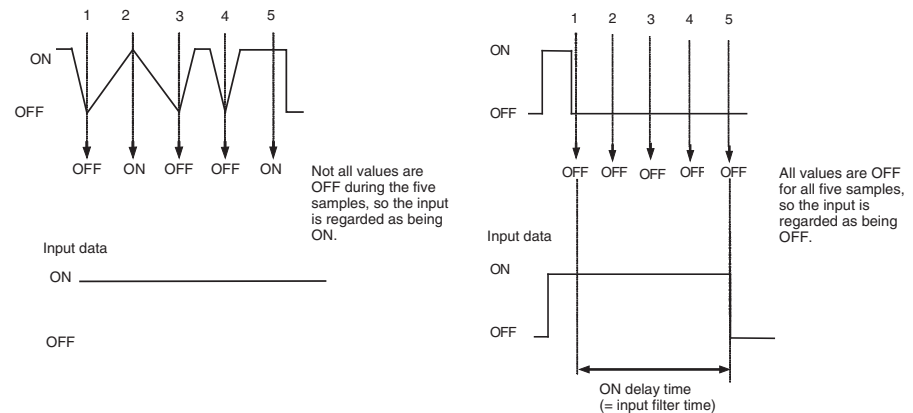 1 2 3 4 5
ON
OFF
OFF ON OFF OFF ON
Not all values are
OFF during the five
samples, so the input
is regarded as being
ON.
Input data
ON
OFF
1 2 3 4 5
ON
OFF
OFF OFF OFF OFF OFF
All values are OFF
for all five samples,
so the input is
regarded as being
OFF.
Input data
ON
OFF
ON delay time
(= input filter time)